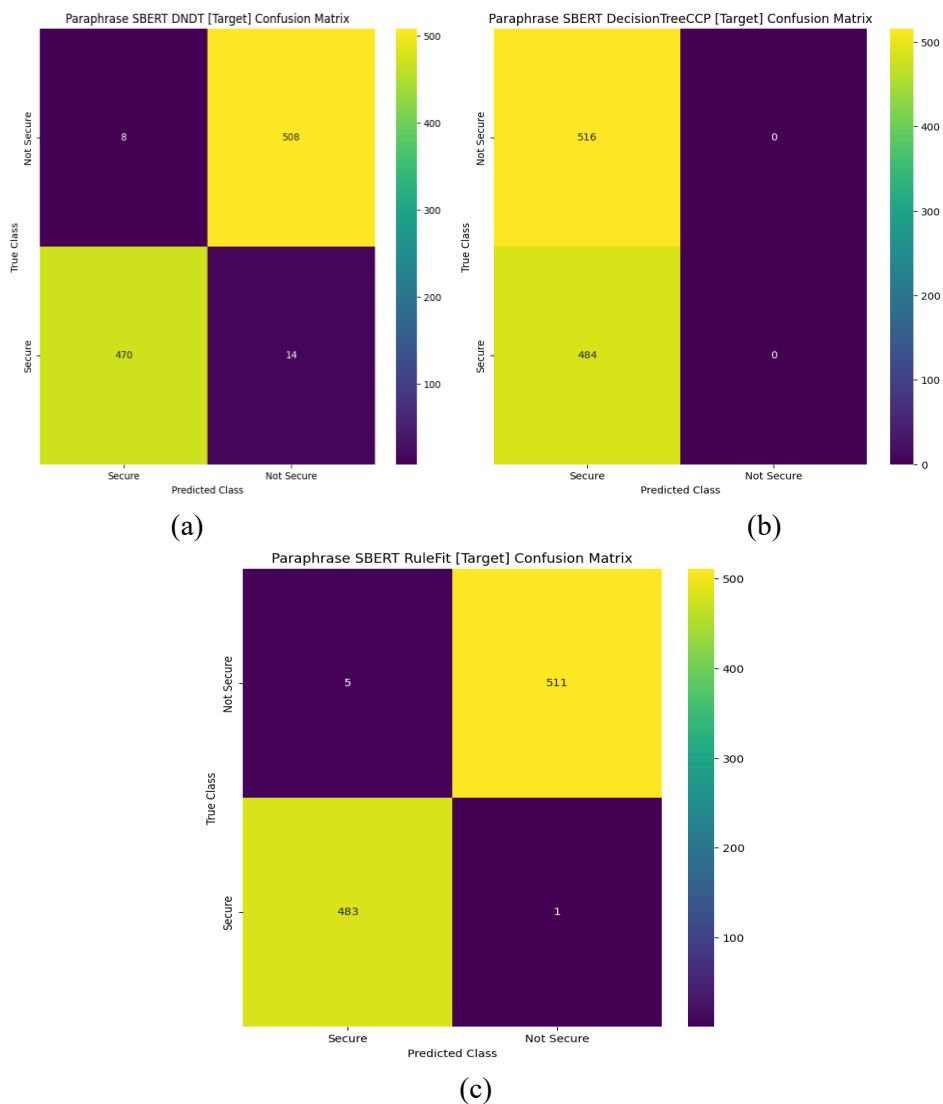 Paraphrase SBERT DNDT [Target] Confusion Matrix
500
400
300
200
100
Not Secure
8
508
True Class
Secure
470
14
Secure
Not Secure
Predicted Class
(a)
Paraphrase SBERT DecisionTreeCCP [Target] Confusion Matrix
500
400
300
200
100
0
Not Secure
516
0
True Class
Secure
484
0
Secure
Not Secure
Predicted Class
(b)
Paraphrase SBERT RuleFit [Target] Confusion Matrix
500
400
300
200
100
Not Secure
5
511
True Class
Secure
483
1
Secure
Not Secure
Predicted Class
(c)